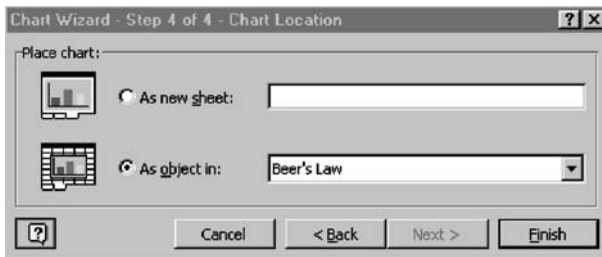 Chart Wizard - Step 4 of 4 - Chart Location
Place chart:
As new sheet:
As object in: Beer's Law
Cancel < Back Next > Finish